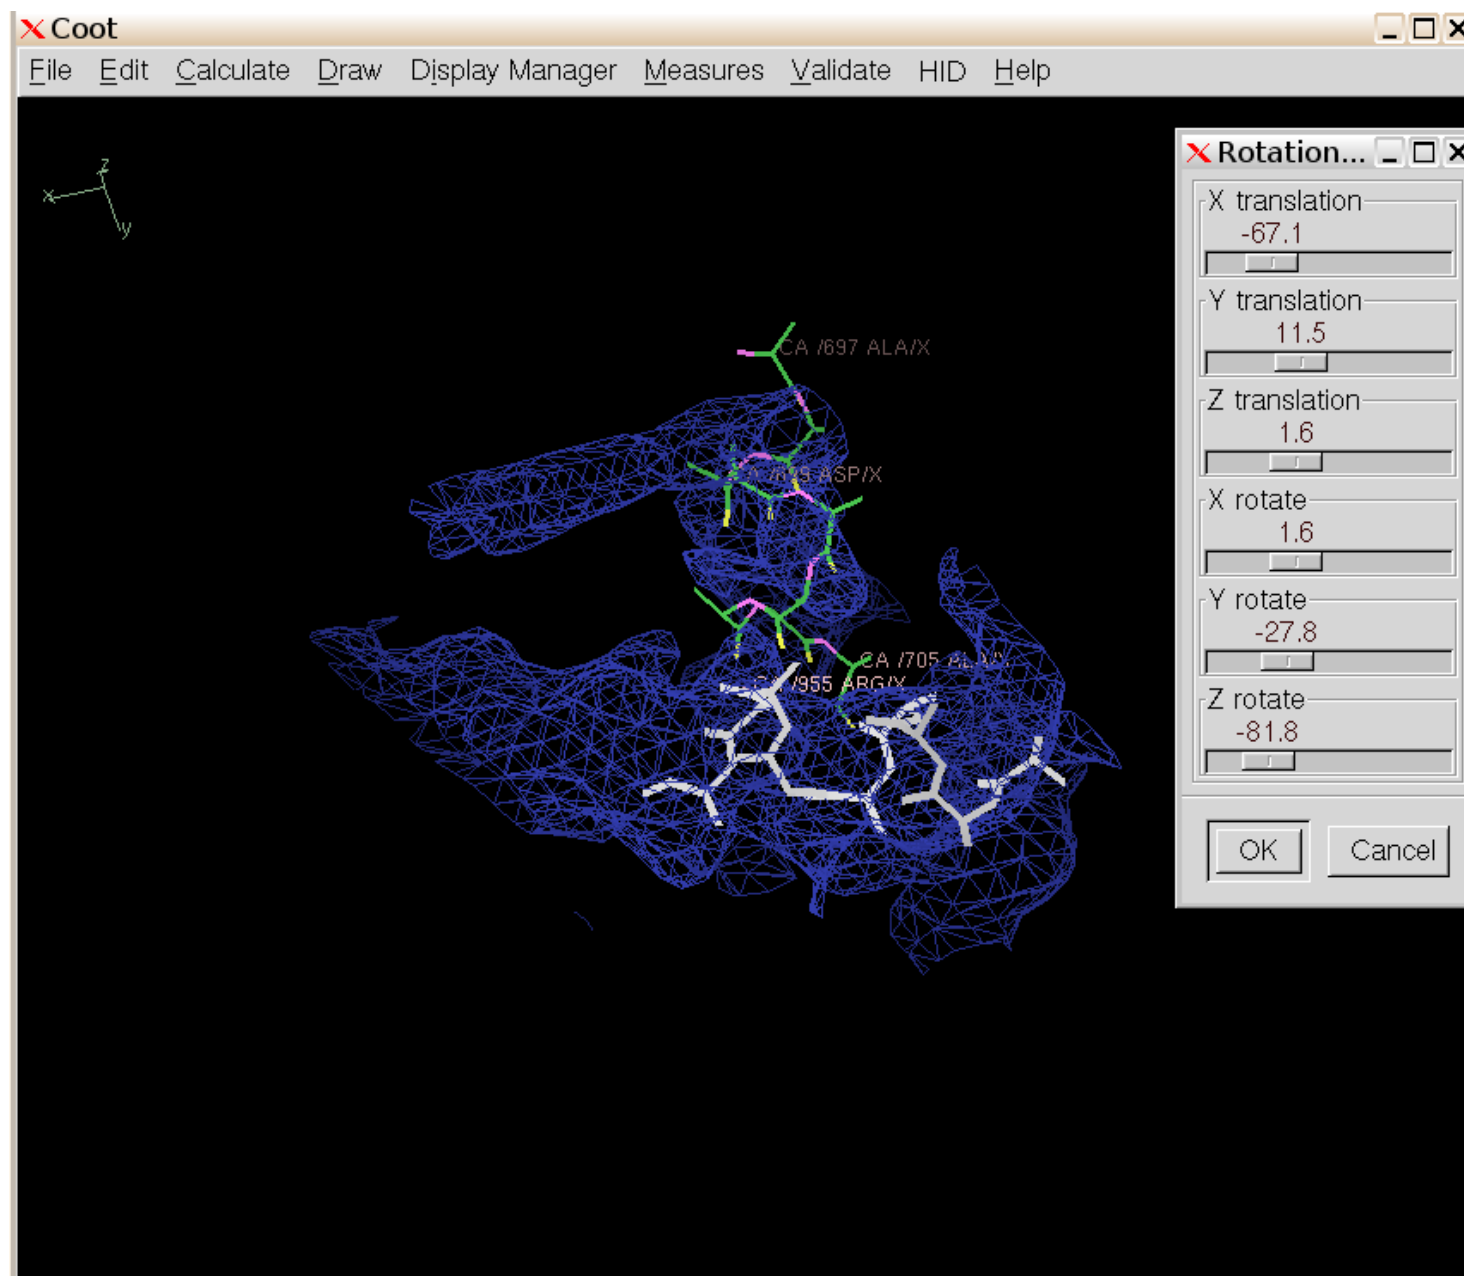 Coot
File Edit Calculate Draw Display Manager Measures Validate HID Help
z
x
y
Rotation...
X translation
-67.1
Y translation
11.5
Z translation
1.6
X rotate
1.6
Y rotate
-27.8
Z rotate
-81.8
OK Cancel
CA /697 ALA/X
ASP/X
CA /705
/955 ARG/X